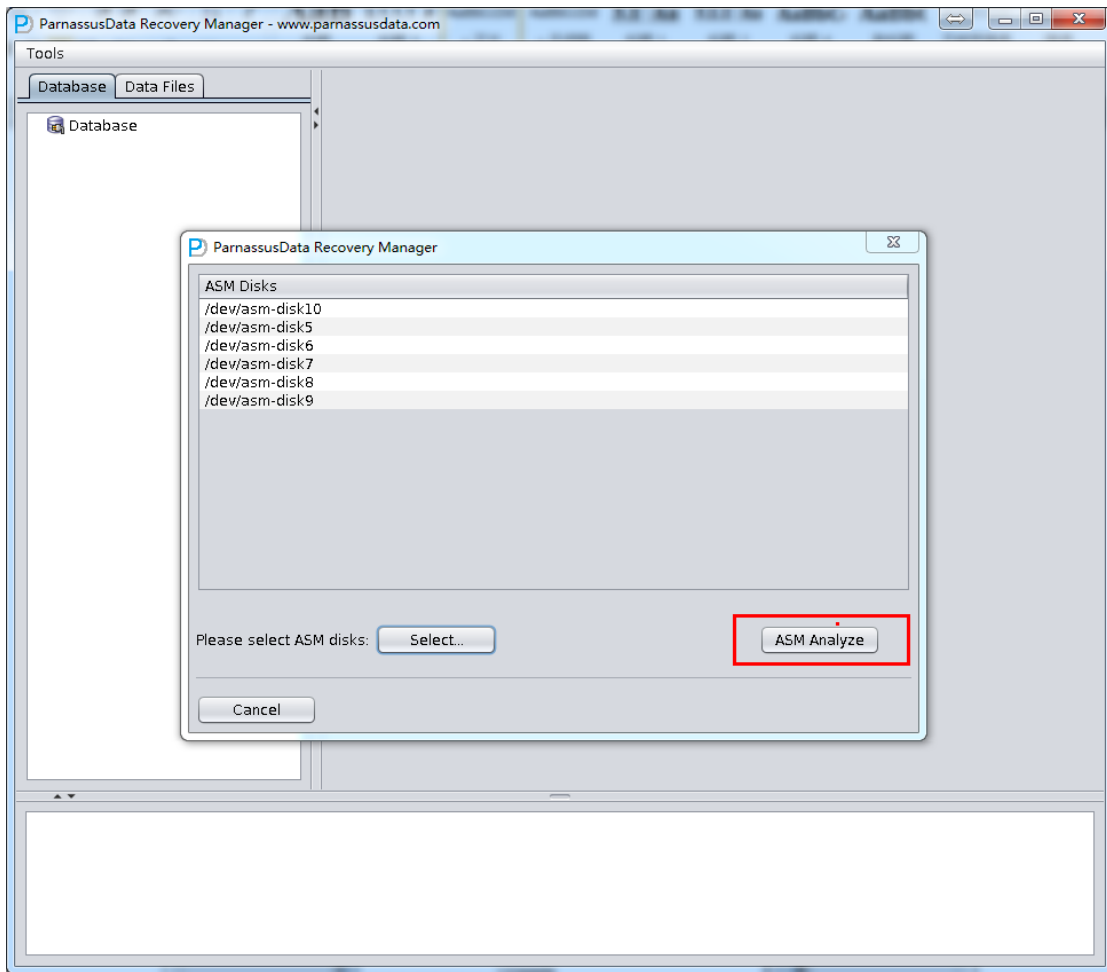 ParnassusData Recovery Manager - www.parnassusdata.com
Tools
Database Data Files
Database
ParnassusData Recovery Manager
ASM Disks
/dev/asm-disk10
/dev/asm-disk5
/dev/asm-disk6
/dev/asm-disk7
/dev/asm-disk8
/dev/asm-disk9
Please select ASM disks: Select... ASM Analyze
Cancel